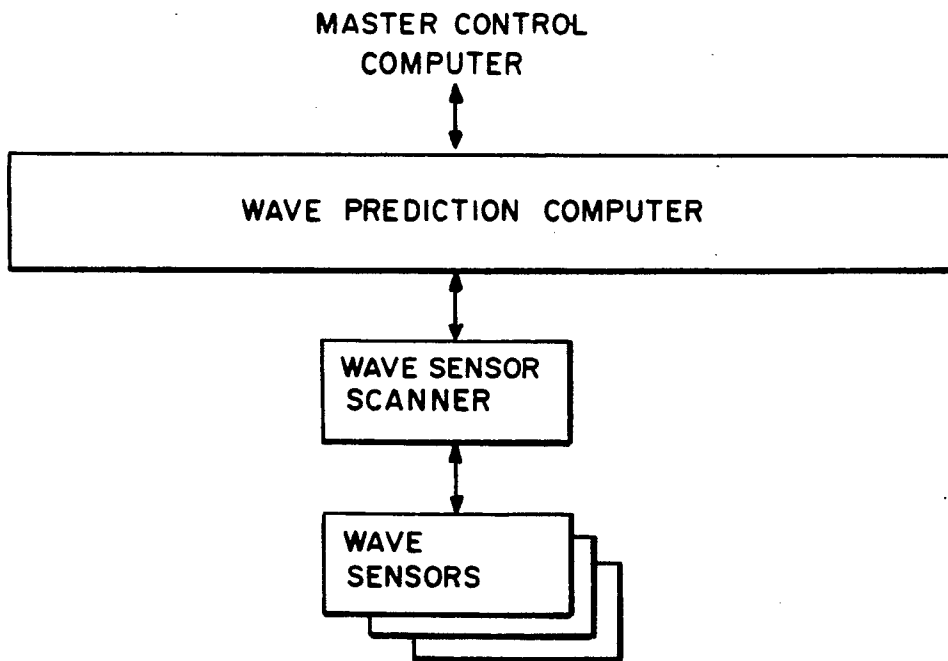 MASTER CONTROL
COMPUTER
WAVE PREDICTION COMPUTER
WAVE SENSOR
SCANNER
WAVE
SENSORS